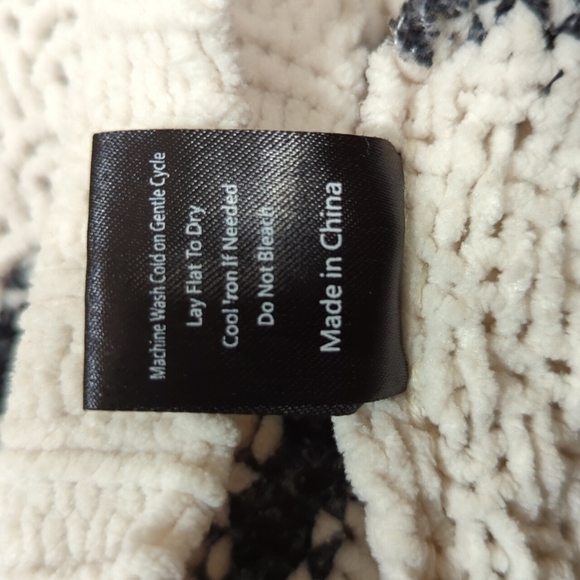 Machine Wash Cold on Gentle Cycle
Lay Flat To Dry
Cool Iron If Needed
Do Not Bleach
Made in China